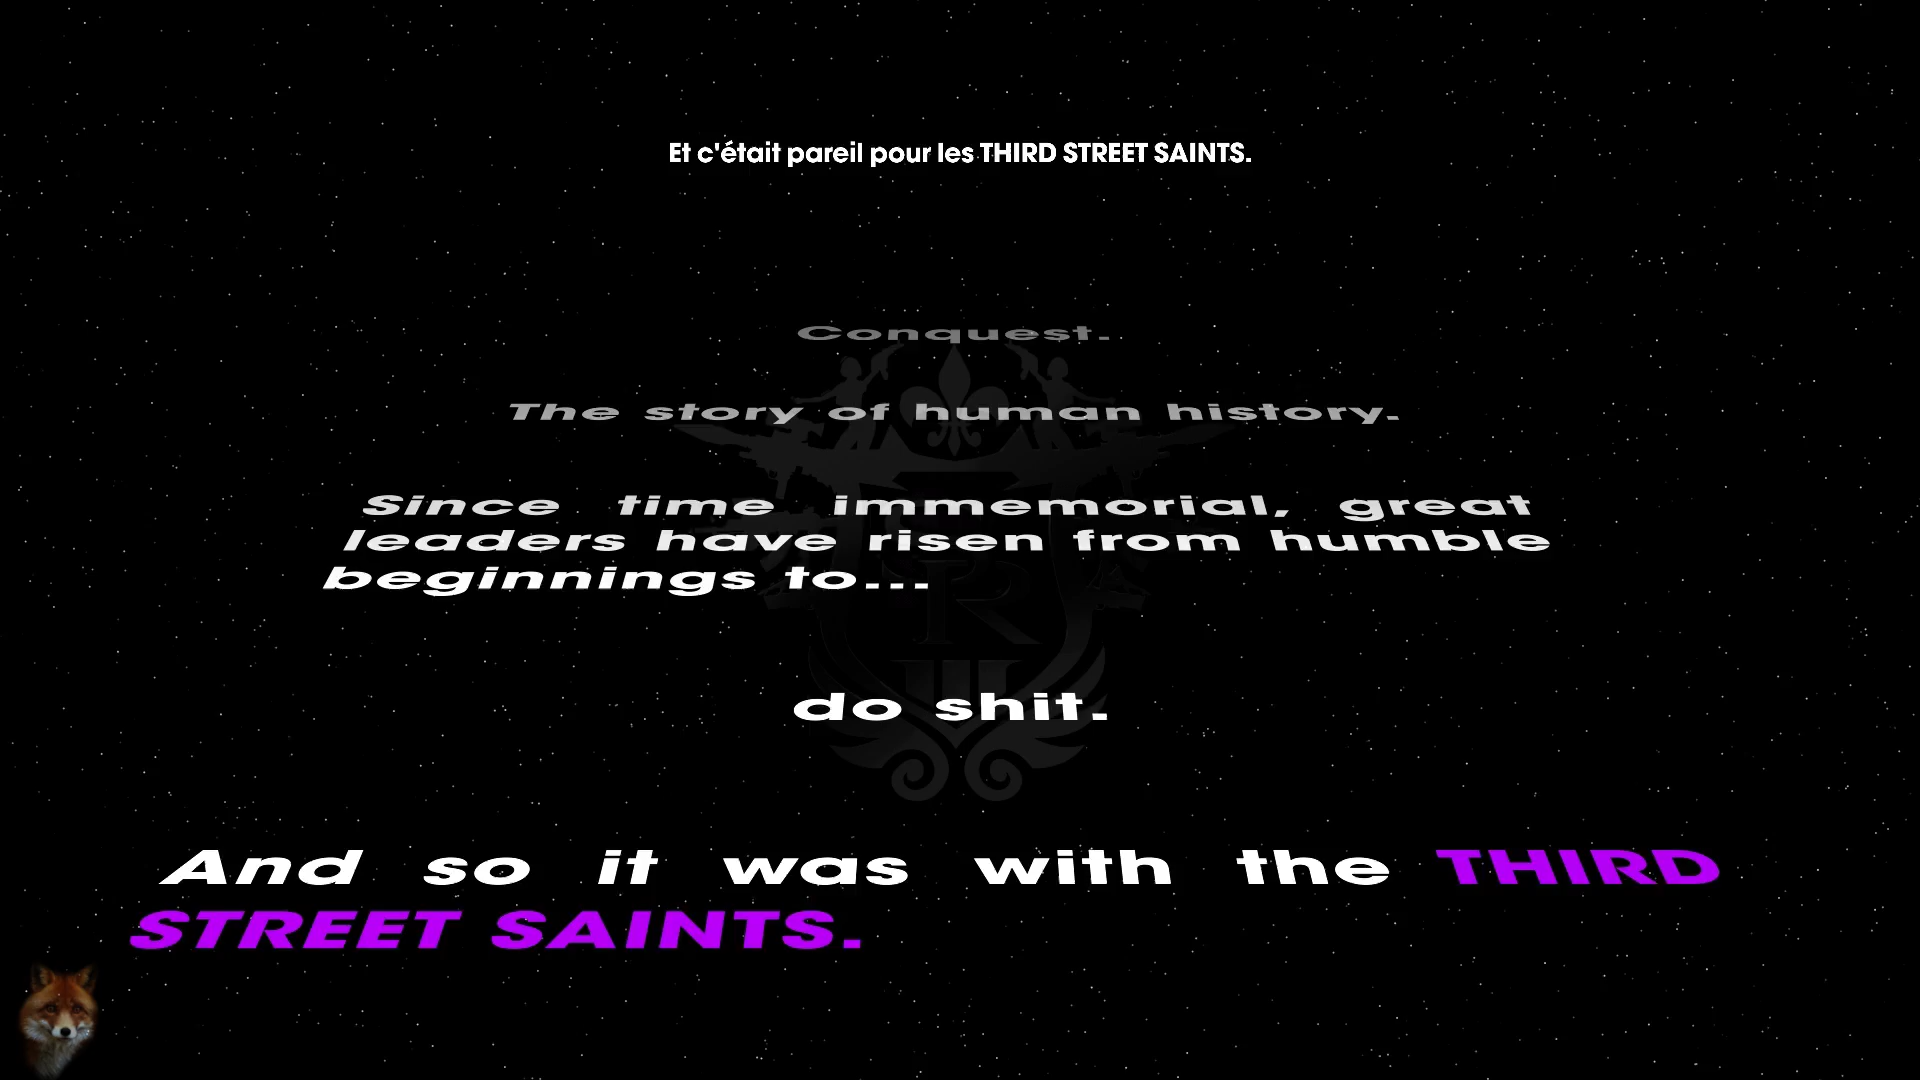 Et c'était pareil pour les THIRD STREET SAINTS.
Conquest.
The story of human history.
Since time immemorial, great
leaders have risen from humble
beginnings to...
do shit.
And so it was with the THIRD
STREET SAINTS.